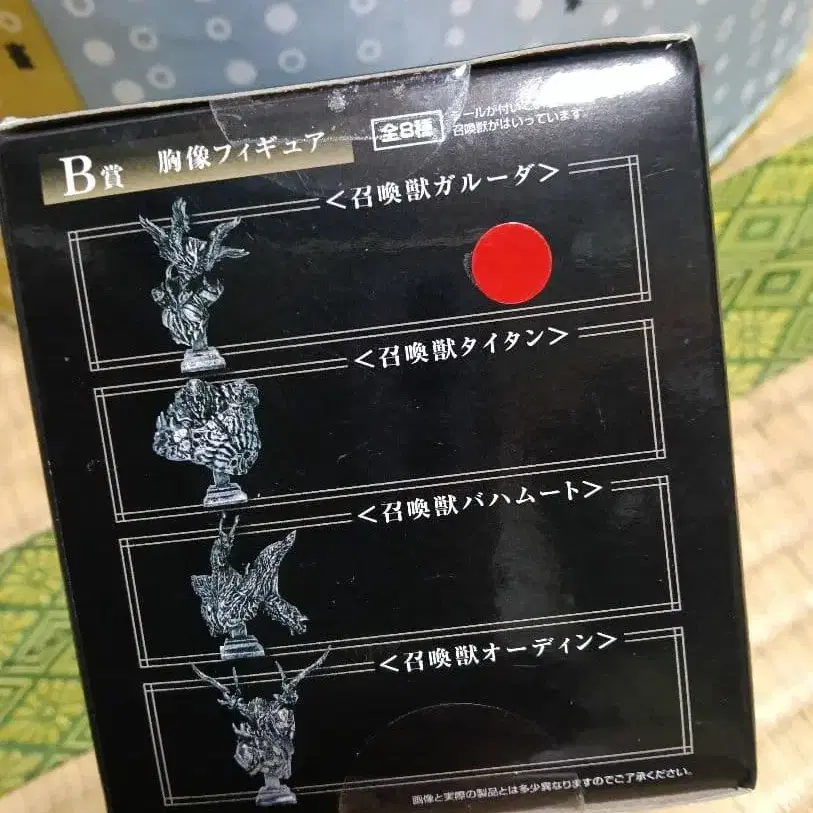 B賞 胸像フィギュア
全8種
ールが付いて
召喚獣がはいっています。
<召喚獣ガルーダ>
<召喚獣タイタン>
<召喚獣バハムート>
<召喚獣オーディン>
画像と実際の製品とは多少異なりますのでご了承ください。